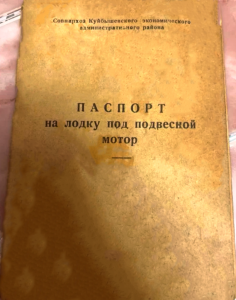 Совнархоз Куйбышевского экономического
административного района
ПАСПОРТ
на лодку под подвесной
мотор